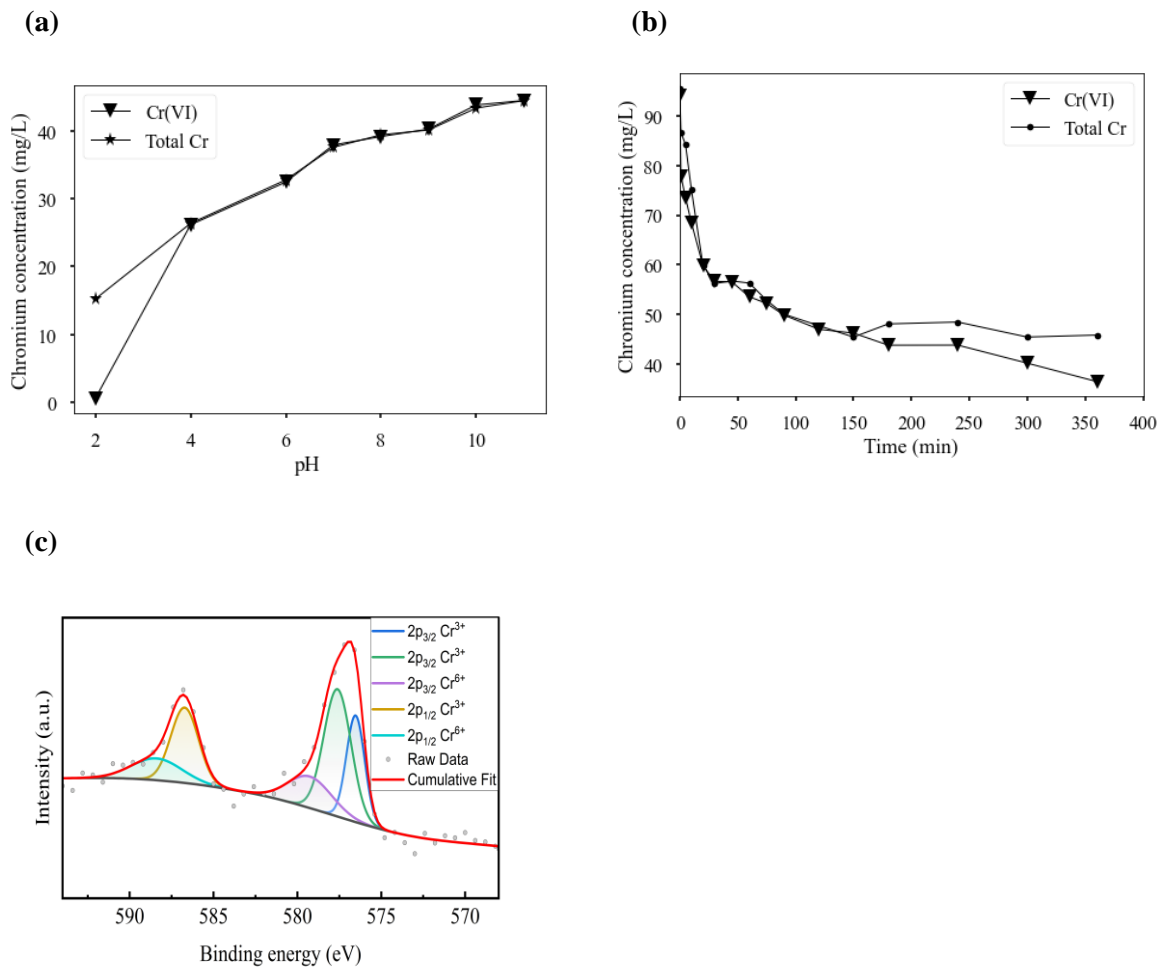 (a)
Cr(VI)
Total Cr
Chromium concentration (mg/L)
40
30
20
10
0
2
4
6
8
10
pH
(b)
Cr(VI)
Total Cr
Chromium concentration (mg/L)
90
80
70
60
50
40
0
50
100
150
200
250
300
350
400
Time (min)
(c)
2p3/2 Cr3+
2p3/2 Cr3+
2p3/2 Cr6+
2p1/2 Cr3+
2p1/2 Cr6+
Raw Data
Cumulative Fit
Intensity (a.u.)
590
585
580
575
570
Binding energy (eV)